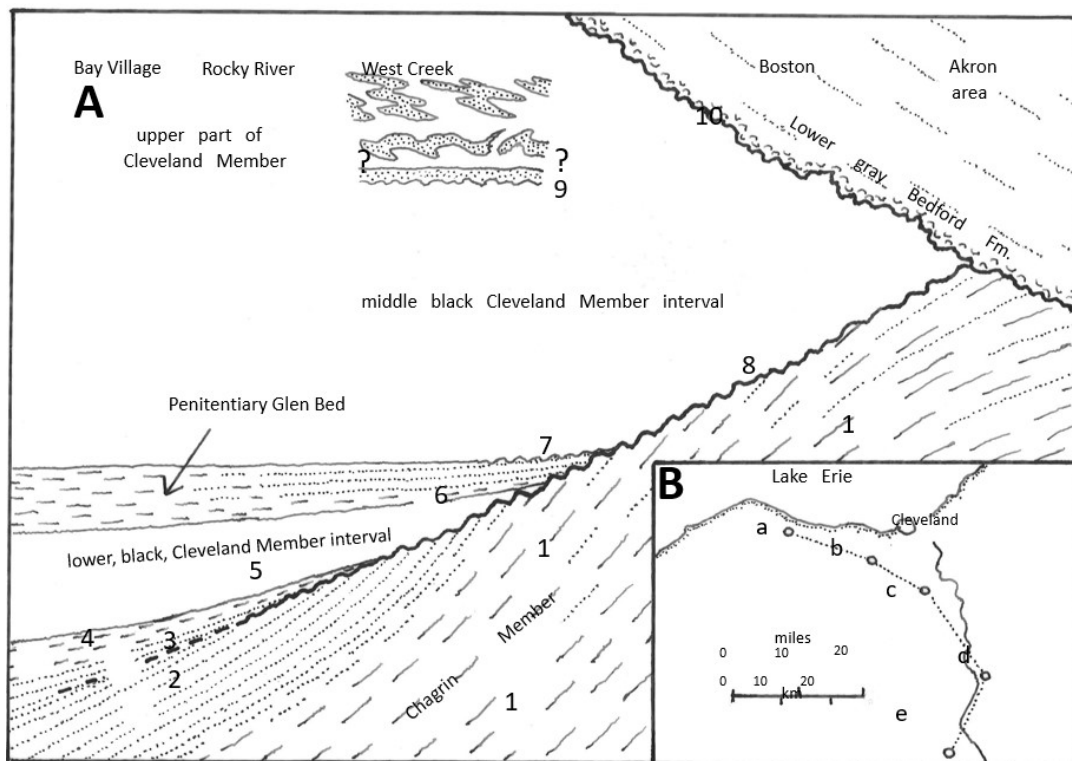 Bay Village Rocky River West Creek
A
upper part of
Cleveland Member
? ?
9
Boston Akron
area
10
Lower gray Bedford Fm.
middle black Cleveland Member interval
8
Penitentiary Glen Bed
7
1
6
lower, black, Cleveland Member interval
5
1
4
3
2
Chagrin Member
1
B
Lake Erie
Cleveland
a
b
c
miles
0 10 20
d
0 10 20
km
e